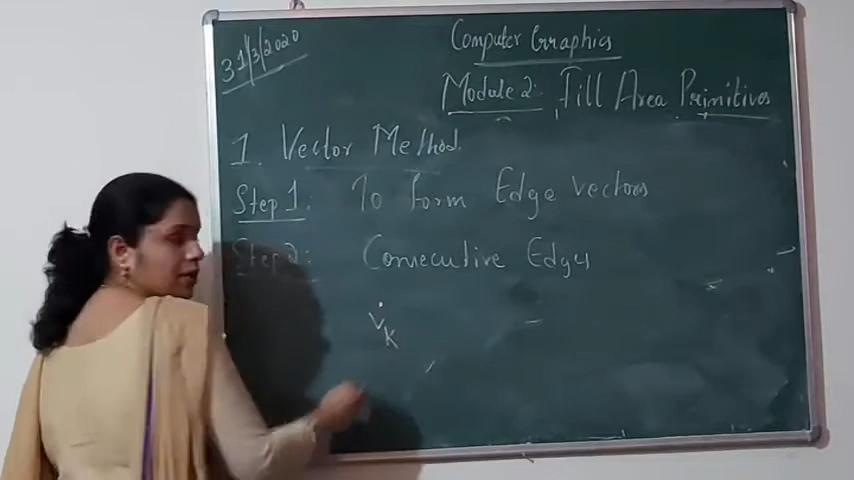 31/3/2020
Computer Graphics
Module 2: Fill Area Primitives
1. Vector Method.
Step 1: To form Edge vectors
Step 2: Consecutive Edges
V K